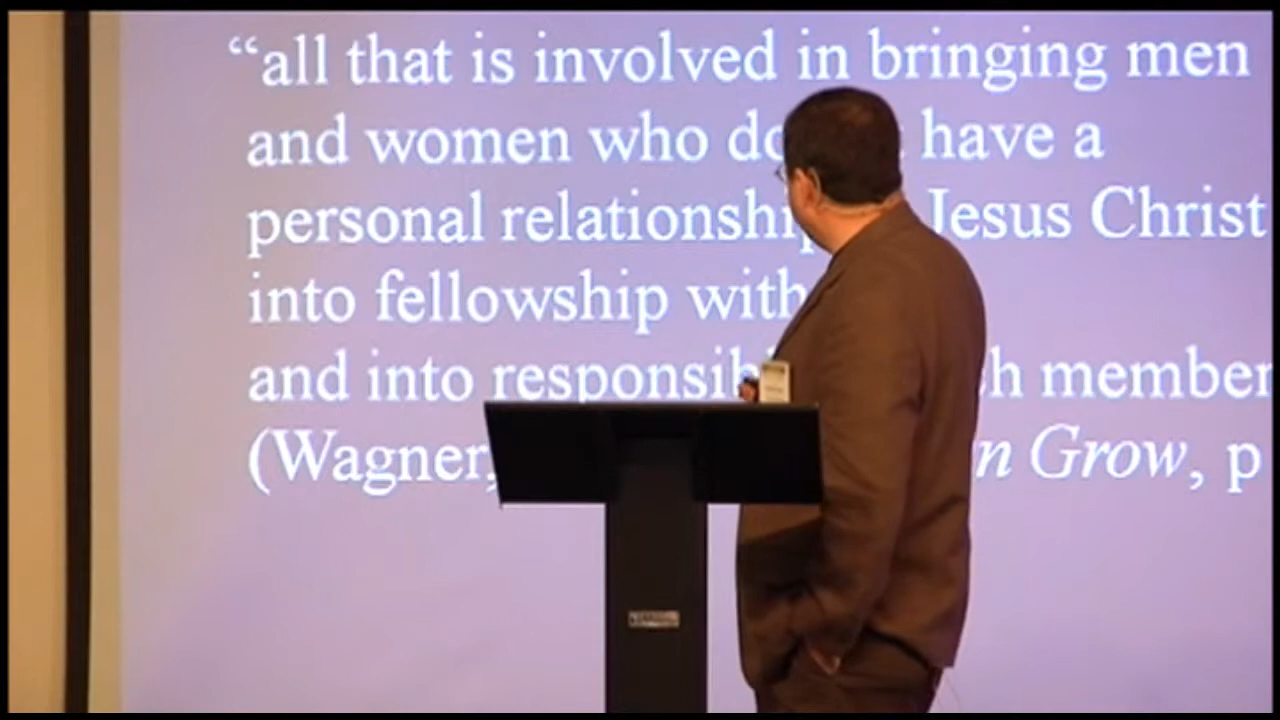 “all that is involved in bringing men
and women who do have a
personal relationship Jesus Christ
into fellowship with
and into member
(Wagner, Grow, p